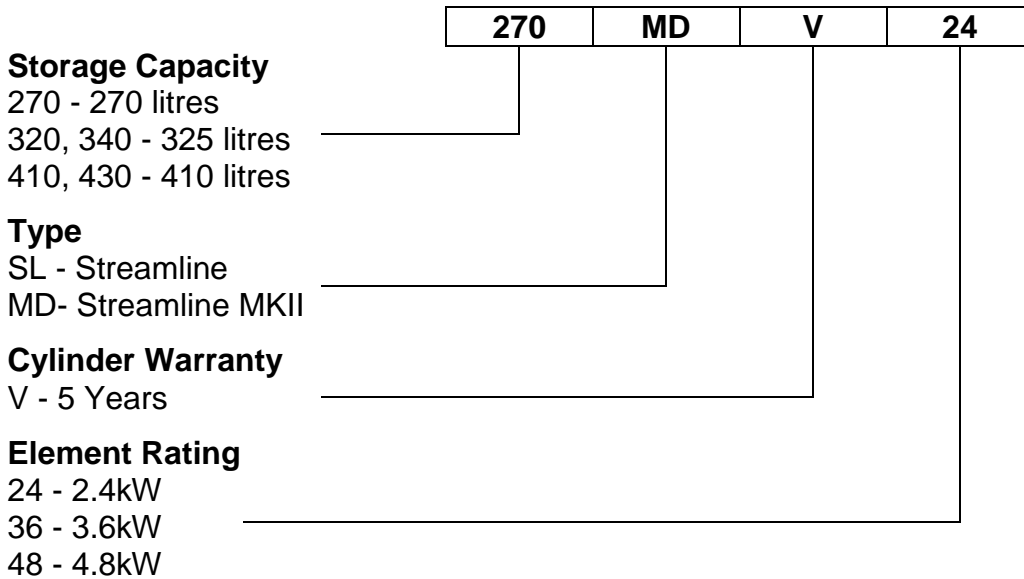 270 MD V 24
Storage Capacity
270 - 270 litres
320, 340 - 325 litres
410, 430 - 410 litres
Type
SL - Streamline
MD- Streamline MKII
Cylinder Warranty
V - 5 Years
Element Rating
24 - 2.4kW
36 - 3.6kW
48 - 4.8kW